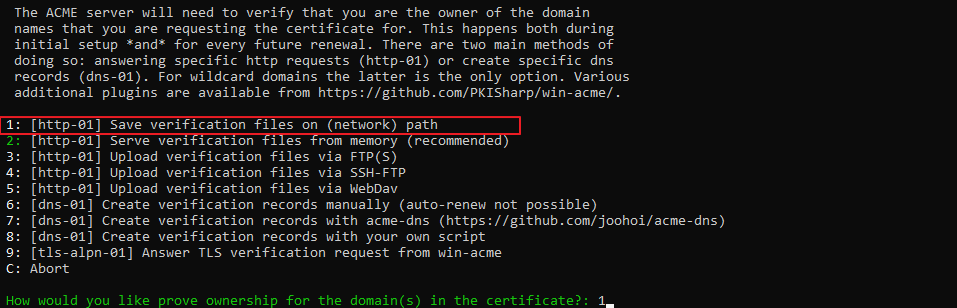 The ACME server will need to verify that you are the owner of the domain
names that you are requesting the certificate for. This happens both during
initial setup *and* for every future renewal. There are two main methods of
doing so: answering specific http requests (http-01) or create specific dns
records (dns-01). For wildcard domains the latter is the only option. Various
additional plugins are available from https://github.com/PKISharp/win-acme/.
1: [http-01] Save verification files on (network) path
2: [http-01] Serve verification files from memory (recommended)
3: [http-01] Upload verification files via FTP(S)
4: [http-01] Upload verification files via SSH-FTP
5: [http-01] Upload verification files via WebDav
6: [dns-01] Create verification records manually (auto-renew not possible)
7: [dns-01] Create verification records with acme-dns (https://github.com/joohoi/acme-dns)
8: [dns-01] Create verification records with your own script
9: [tls-alpn-01] Answer TLS verification request from win-acme
C: Abort
How would you like prove ownership for the domain(s) in the certificate?: 1